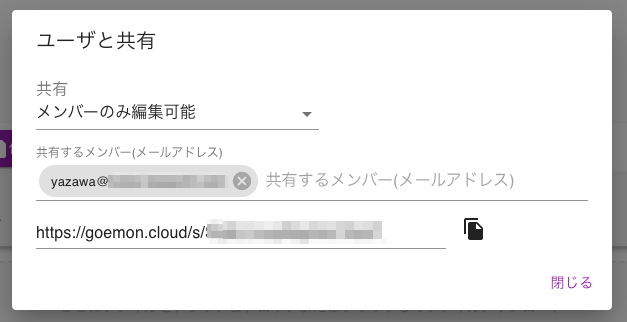 ユーザと共有
共有
メンバーのみ編集可能
共有するメンバー(メールアドレス)
yazawa@
共有するメンバー(メールアドレス)
https://goemon.cloud/s/
閉じる